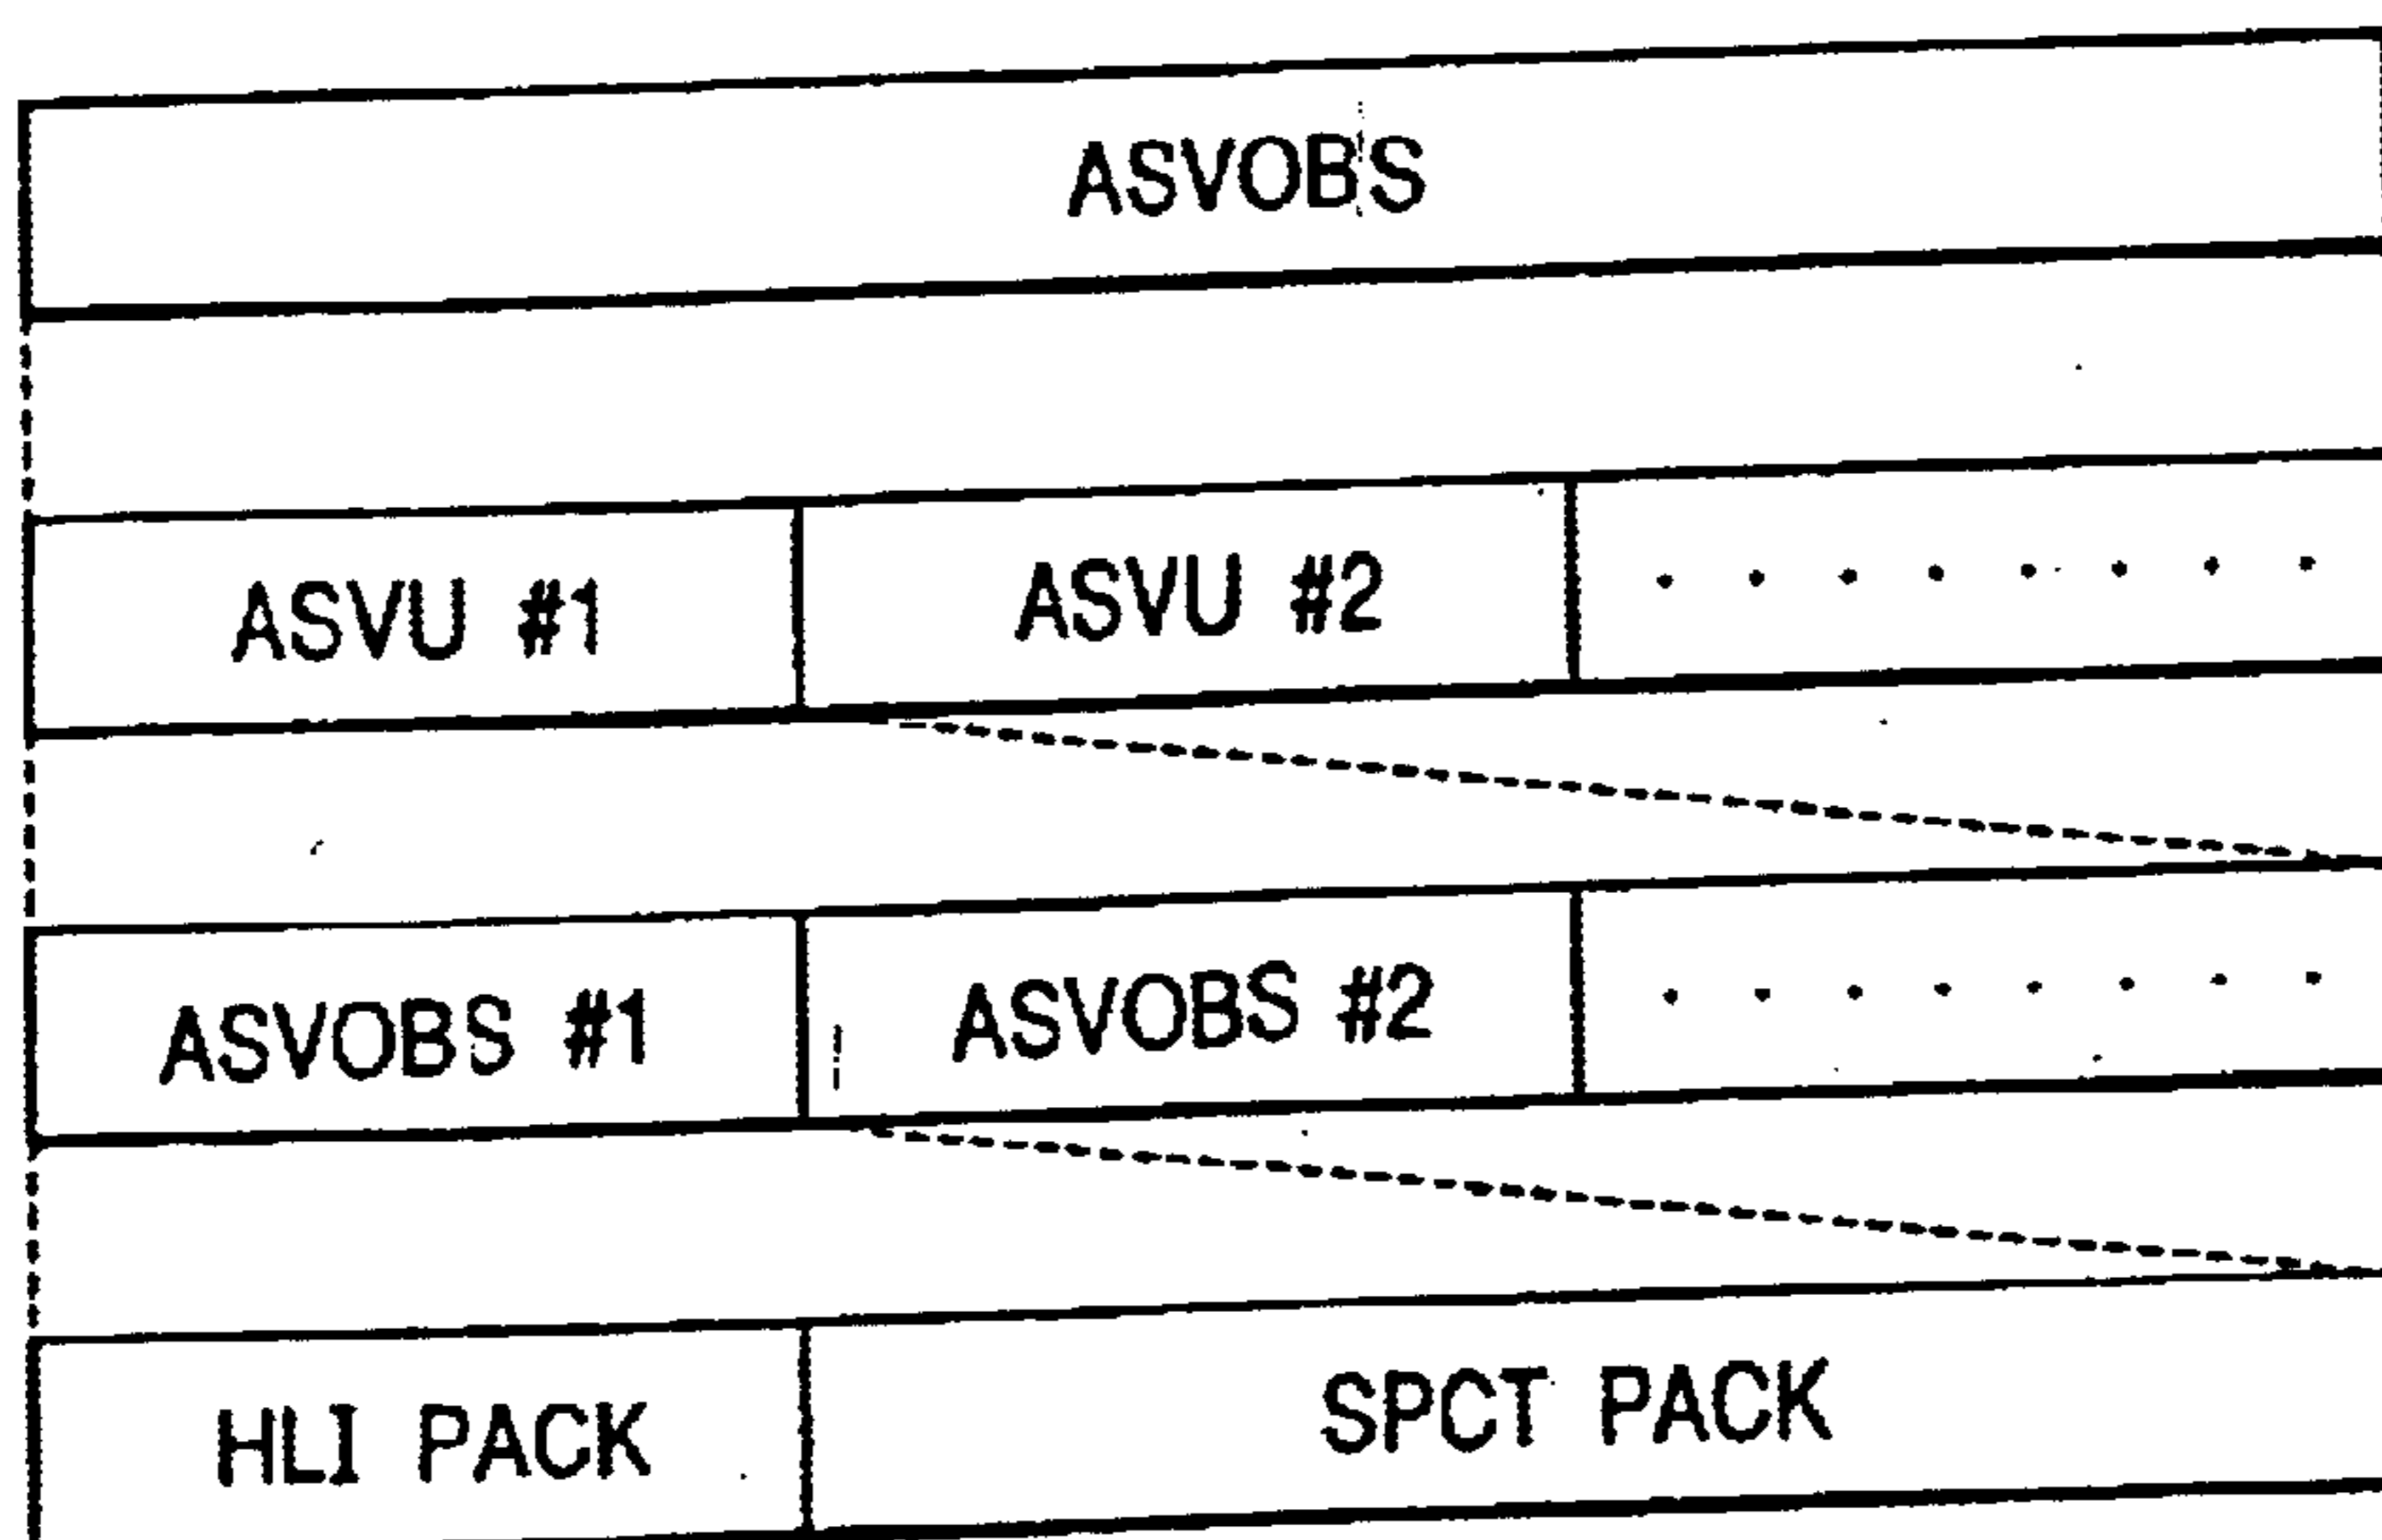 ASVOBS
ASVU #1 ASVU #2 . . . . . . . .
ASVOBS #1 ASVOBS #2 . . . . . . . .
HLI PACK SPCT PACK